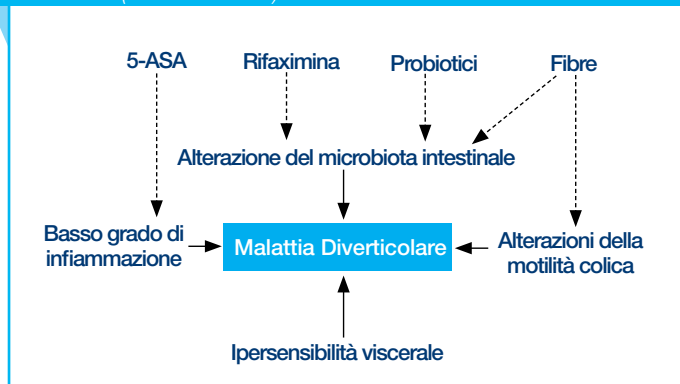 5-ASA
Rifaximina
Probiotici
Fibre
Alterazione del microbiota intestinale
Basso grado di
infiammazione
Malattia Diverticolare
Alterazioni della
motilità colica
Ipersensibilità viscerale